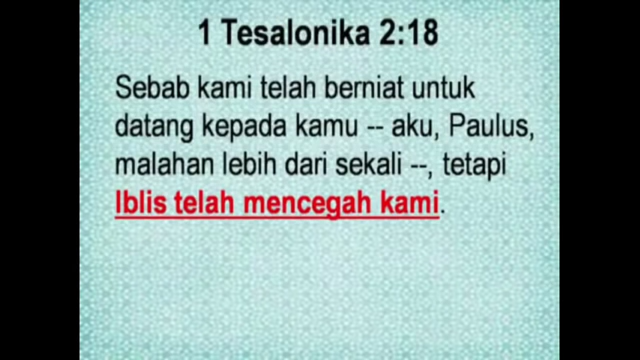 1 Tesalonika 2:18
Sebab kami telah berniat untuk
datang kepada kamu -- aku, Paulus,
malahan lebih dari sekali --, tetapi
Iblis telah mencegah kami.